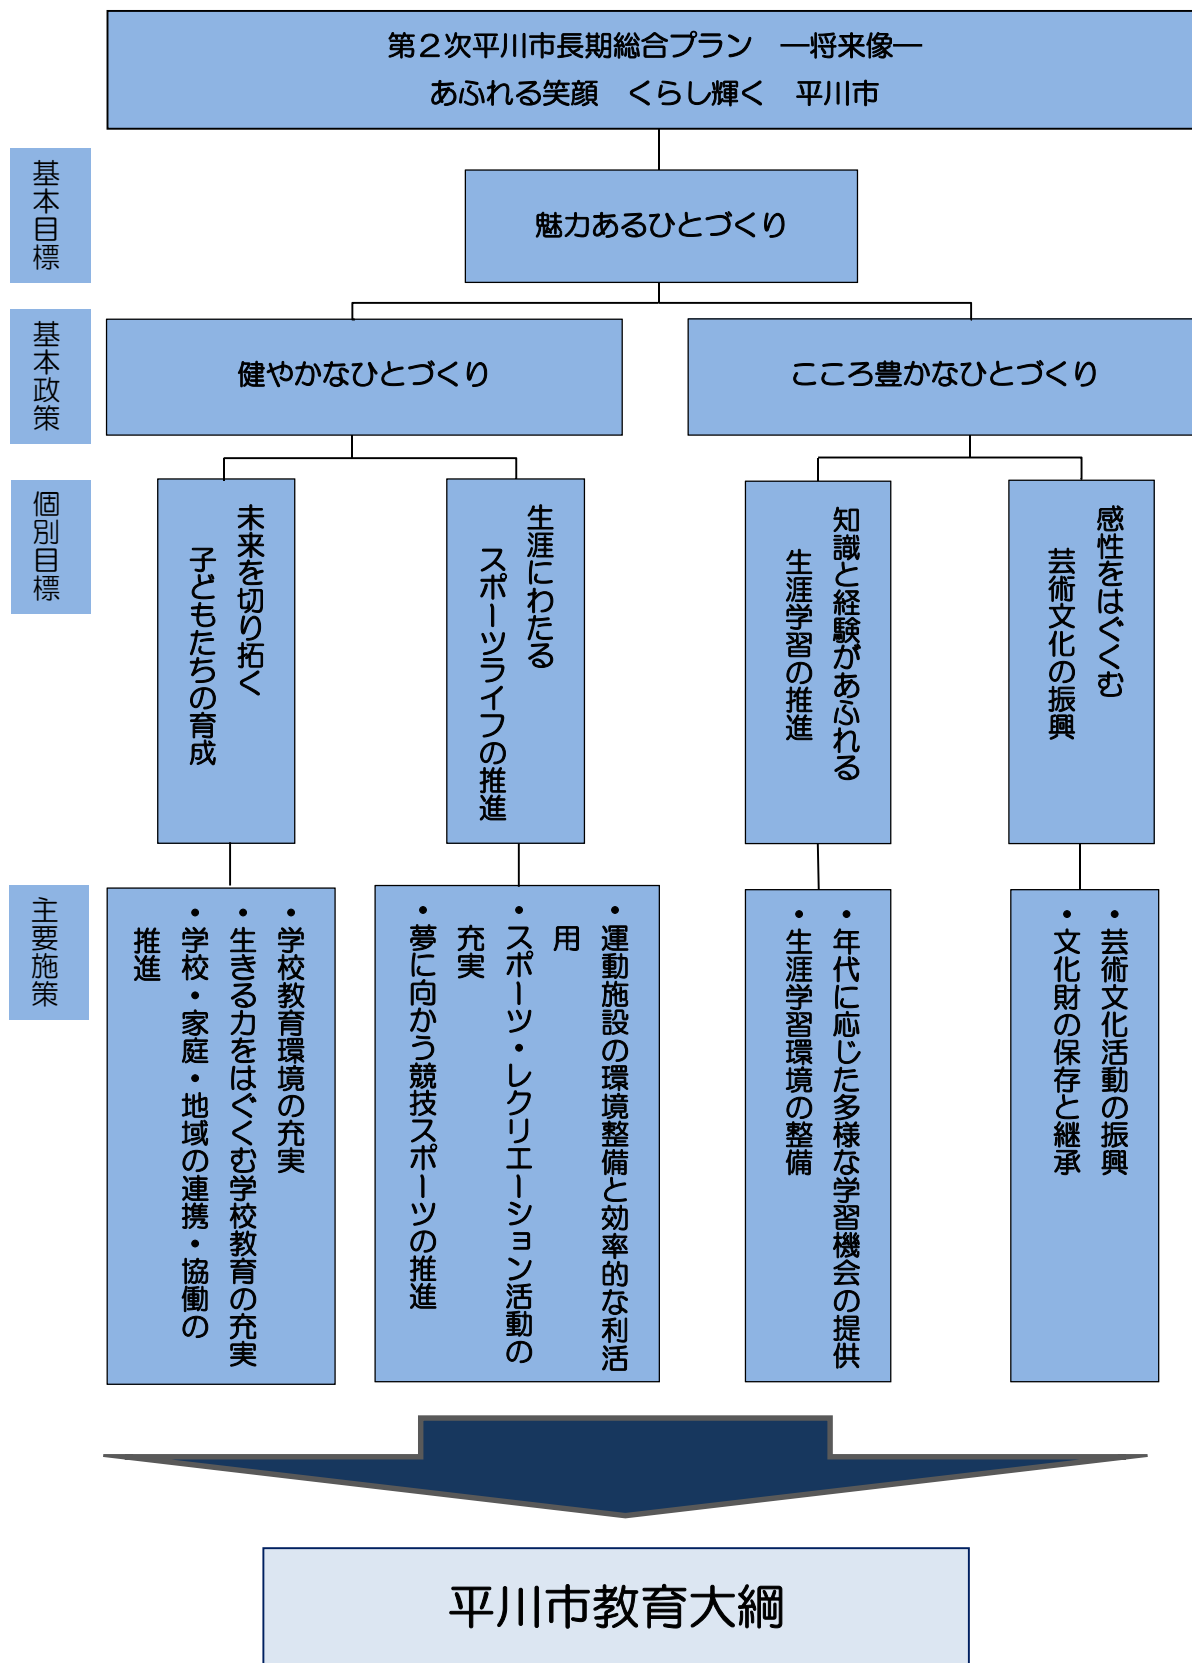 第２次平川市長期総合プラン　―将来像―
あふれる笑顔　くらし輝く　平川市
基本目標
魅力あるひとづくり
基本政策
健やかなひとづくり
こころ豊かなひとづくり
個別目標
未来を切り拓く
子どもたちの育成
生涯にわたる
スポーツライフの推進
知識と経験があふれる
生涯学習の推進
感性をはぐくむ
芸術文化の振興
主要施策
・学校教育環境の充実
・生きる力をはぐくむ学校教育の充実
・学校・家庭・地域の連携・協働の
推進
・運動施設の環境整備と効率的な利活
用
・スポーツ・レクリエーション活動の
充実
・夢に向かう競技スポーツの推進
・年代に応じた多様な学習機会の提供
・生涯学習環境の整備
・芸術文化活動の振興
・文化財の保存と継承
平川市教育大綱